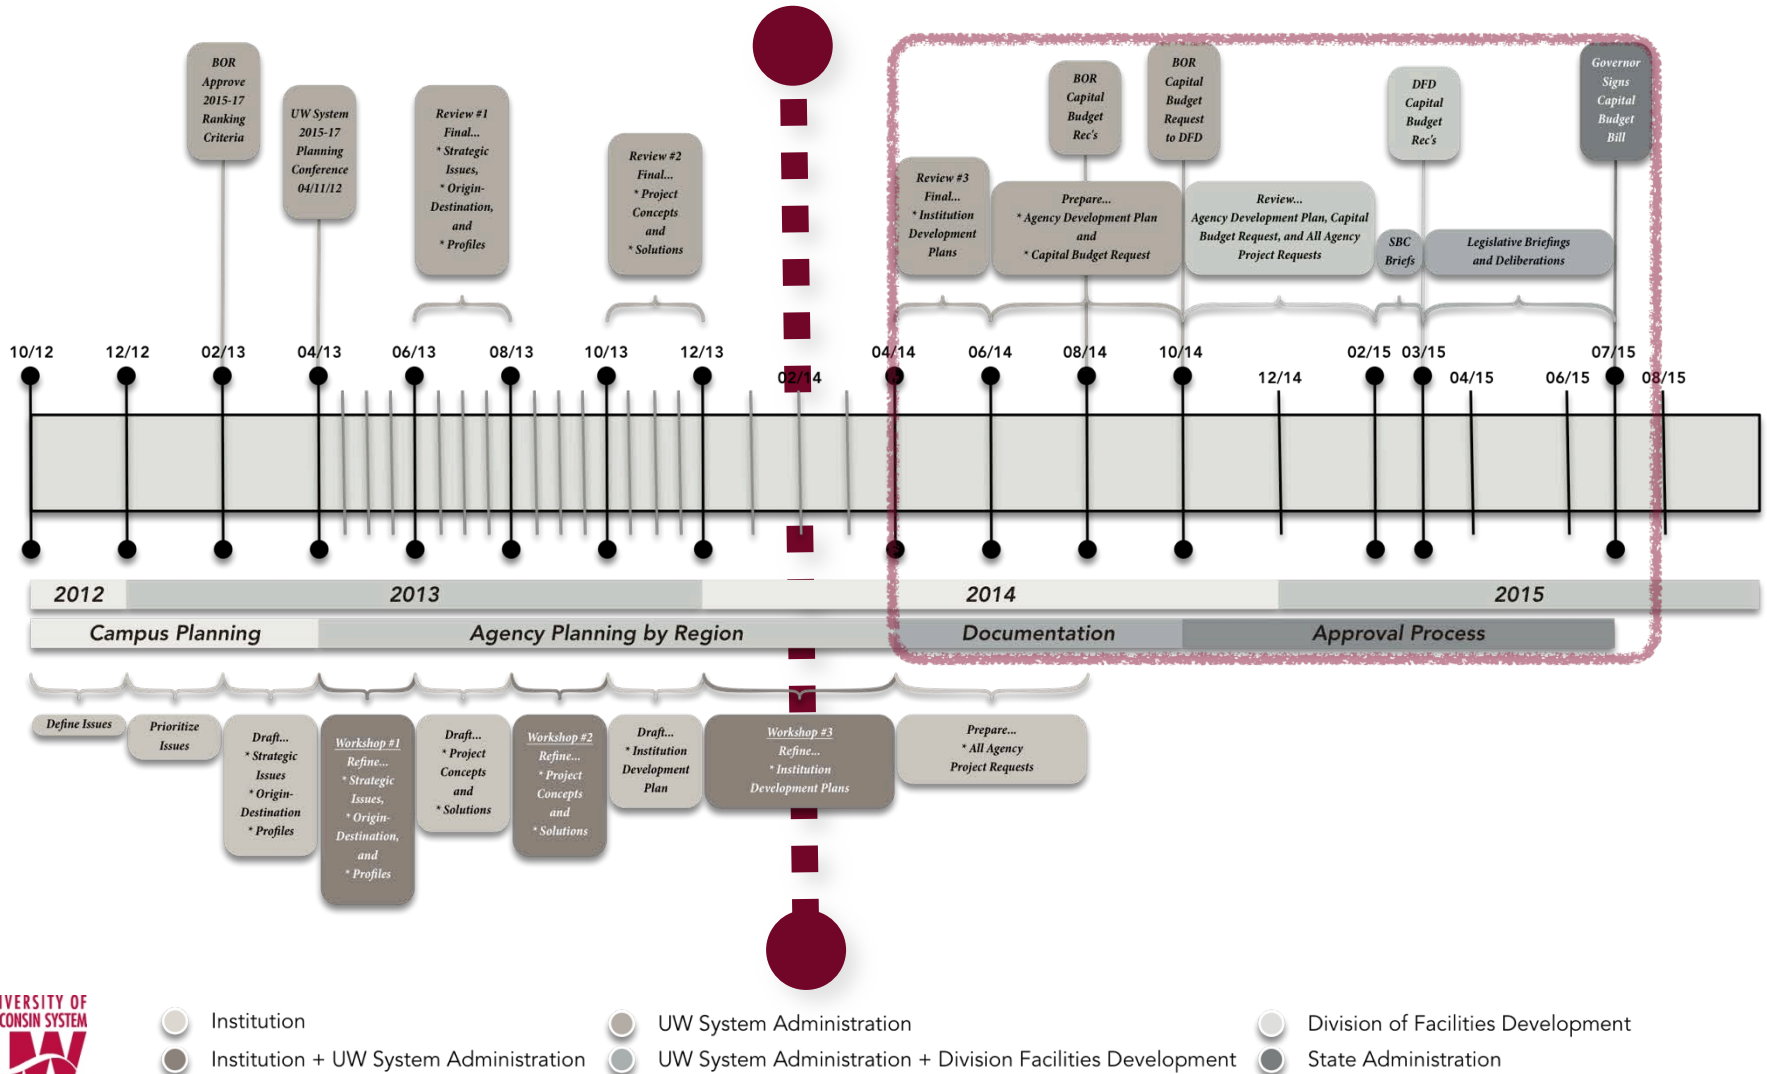 BOR
Approve
2015-17
Ranking
Criteria
UW System
2015-17
Planning
Conference
04/11/12
Review #1
Final...
* Strategic
Issues,
* Origin-
Destination,
and
* Profiles
Review #2
Final...
* Project
Concepts
and
* Solutions
Review #3
Final...
* Institution
Development
Plans
BOR
Capital
Budget
Rec's
Prepare...
* Agency Development Plan
and
* Capital Budget Request
BOR
Capital
Budget
Request
to DFD
Review...
Agency Development Plan, Capital
Budget Request, and All Agency
Project Requests
SBC
Briefs
DFD
Capital
Budget
Rec's
Legislative Briefings
and Deliberations
Governor
Signs
Capital
Budget
Bill
10/12 12/12 02/13 04/13 06/13 08/13 10/13 12/13 04/14 06/14 08/14 10/14 02/15 03/15 07/15
02/14 12/14 04/15 06/15 08/15
2012 2013 2014 2015
Campus Planning Agency Planning by Region Documentation Approval Process
Define Issues
Prioritize
Issues
Draft...
* Strategic
Issues
* Origin-
Destination
* Profiles
Workshop #1
Refine...
* Strategic
Issues,
* Origin-
Destination,
and
* Profiles
Draft...
* Project
Concepts
and
* Solutions
Workshop #2
Refine...
* Project
Concepts
and
* Solutions
Draft...
* Institution
Development
Plan
Workshop #3
Refine...
* Institution
Development Plans
Prepare...
* All Agency
Project Requests
IVERSITY OF
CONSIN SYSTEM
Institution
Institution + UW System Administration
UW System Administration
UW System Administration + Division Facilities Development
Division of Facilities Development
State Administration